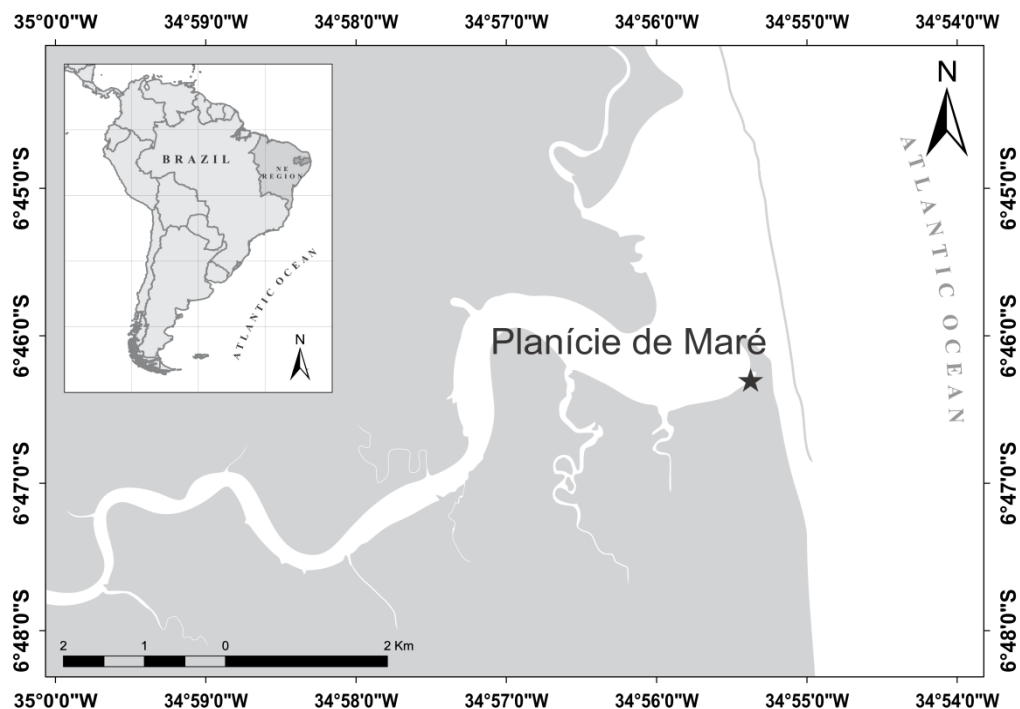 35°0'0"W 34°59'0"W 34°58'0"W 34°57'0"W 34°56'0"W 34°55'0"W 34°54'0"W
N
BRAZIL
NE
REGION
ATLANTIC OCEAN
N
ATLANTIC OCEAN
6°45'0"S 6°45'0"S
6°46'0"S 6°46'0"S
Planície de Maré
6°47'0"S 6°47'0"S
6°48'0"S 6°48'0"S
2 1 0 2 Km
35°0'0"W 34°59'0"W 34°58'0"W 34°57'0"W 34°56'0"W 34°55'0"W 34°54'0"W